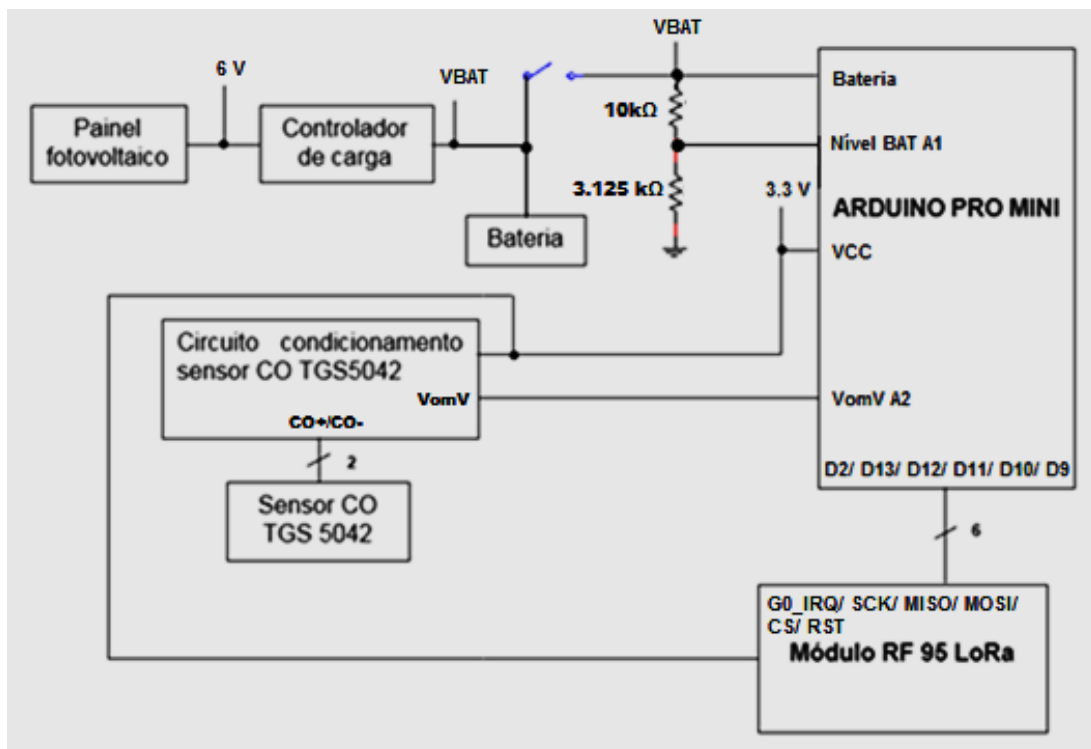 VBAT
6 V
VBAT
Painel
fotovoltaico
Controlador
de carga
Bateria
10kΩ
3.125 kΩ
3.3 V
Bateria
Nível BAT A1
ARDUINO PRO MINI
VCC
VomV A2
D2/ D13/ D12/ D11/ D10/ D9
Circuito condicionamento
sensor CO TGS5042
VomV
CO+/CO-
2
Sensor CO
TGS 5042
6
G0_IRQ/ SCK/ MISO/ MOSI/
CS/ RST
Módulo RF 95 LoRa